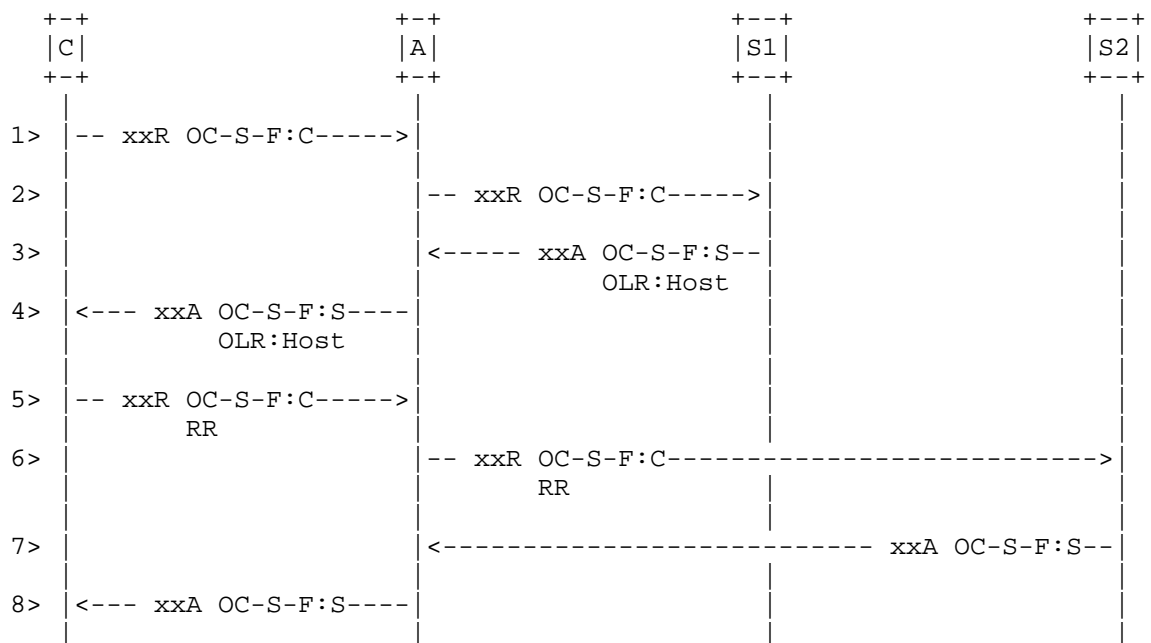 +-+ +-+ +--+ +--+
|C| |A| |S1| |S2|
+-+ +-+ +--+ +--+
| | | |
1> |-- xxR OC-S-F:C----->| | |
| | | |
2> | |-- xxR OC-S-F:C----->| |
| | | |
3> | |<----- xxA OC-S-F:S--| |
| | OLR:Host | |
4> |<--- xxA OC-S-F:S----| | |
| OLR:Host | | |
| | | |
5> |-- xxR OC-S-F:C----->| | |
| RR | | |
6> | |-- xxR OC-S-F:C--------------------------->|
| | RR | |
| | | |
7> | |<--------------------------- xxA OC-S-F:S--|
| | | |
8> |<--- xxA OC-S-F:S----| | |
| | | |